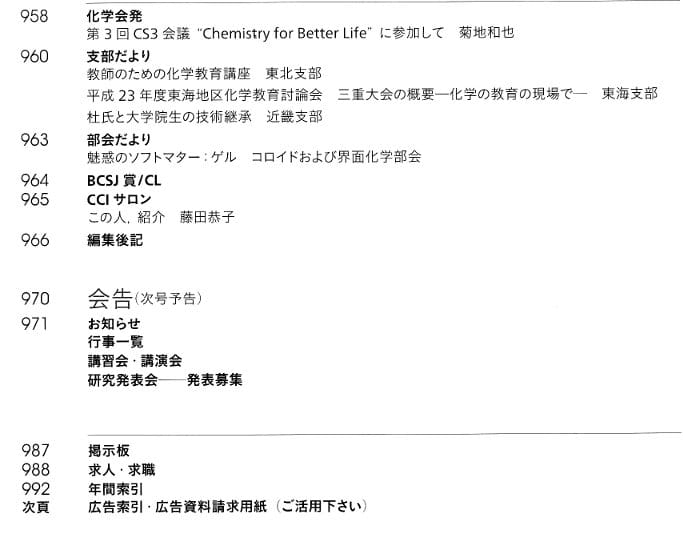 958 化学会発
第 3 回 CS3 会議 “Chemistry for Better Life” に参加して　菊地和也
960 支部だより
教師のための化学教育講座　東北支部
平成 23 年度東海地区化学教育討論会　三重大会の概要―化学の教育の現場で―　東海支部
杜氏と大学院生の技術継承　近畿支部
963 部会だより
魅惑のソフトマター：ゲル　コロイドおよび界面化学部会
964 BCSJ 賞/CL
965 CCI サロン
この人, 紹介　藤田恭子
966 編集後記
970 会告（次号予告）
971 お知らせ
行事一覧
講習会・講演会
研究発表会――発表募集
987 掲示板
988 求人・求職
992 年間索引
次頁 広告索引・広告資料請求用紙（ご活用下さい）